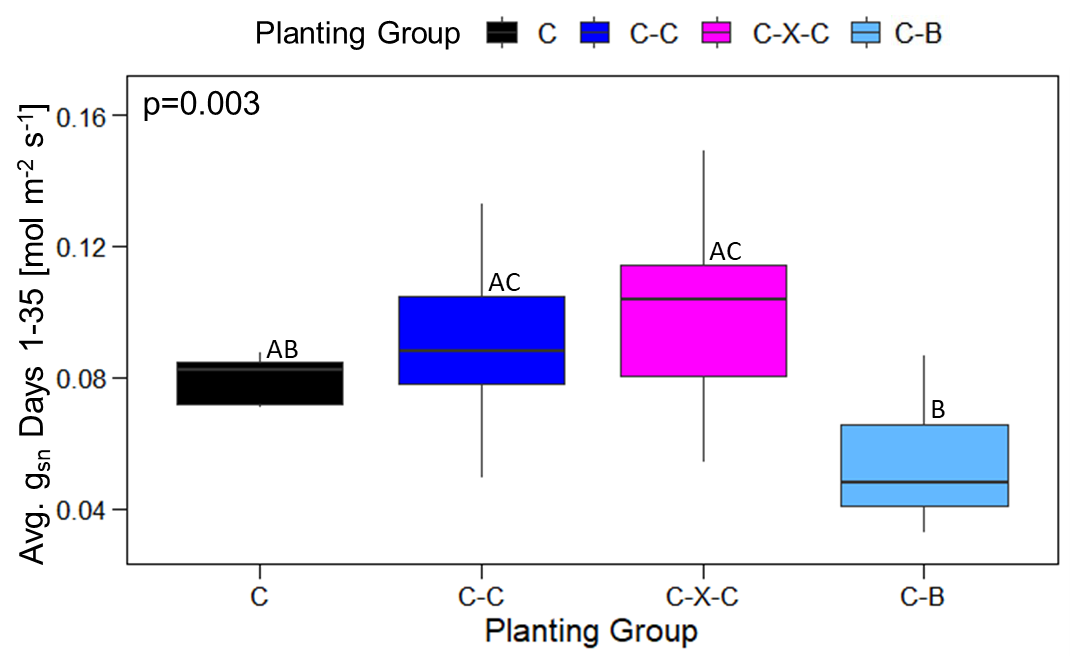 Planting Group C C-C C-X-C C-B
p=0.003
Avg. gsn Days 1-35 [mol m-2 s-1]
0.16
0.12
0.08
0.04
AB
AC
AC
B
C C-C C-X-C C-B
Planting Group